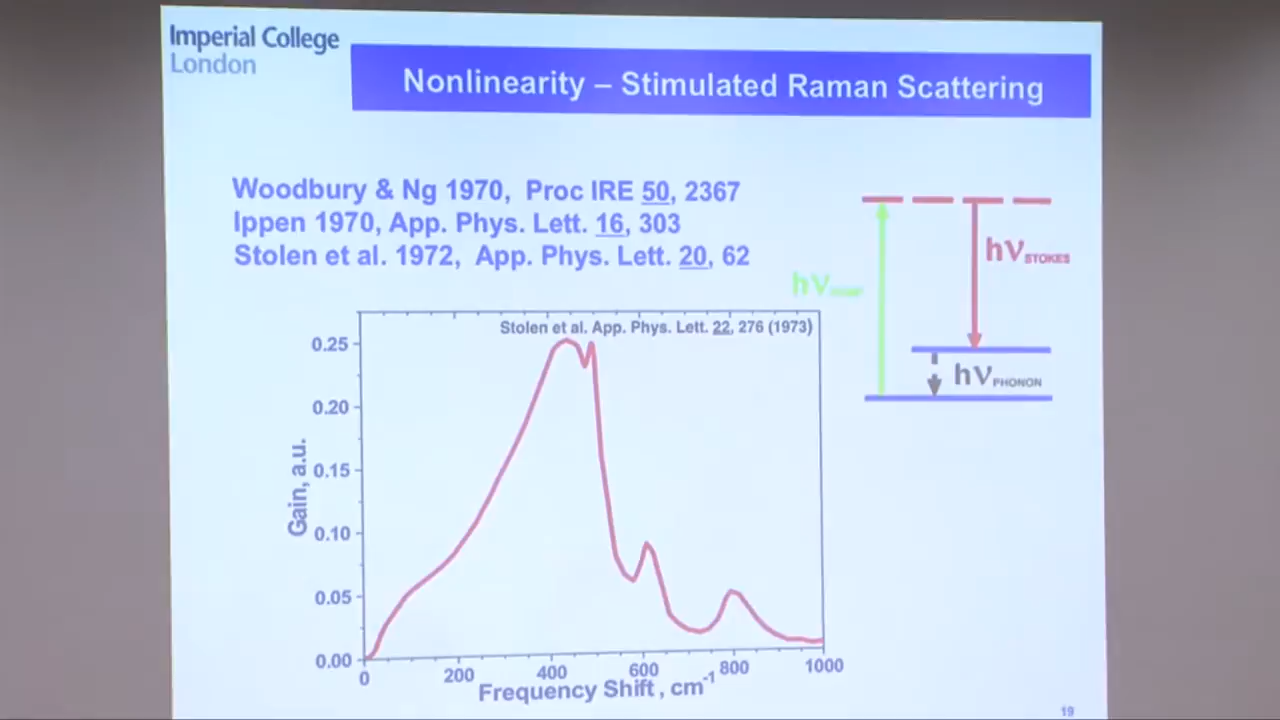 Imperial College
London
Nonlinearity – Stimulated Raman Scattering
Woodbury & Ng 1970, Proc IRE 50, 2367
Ippen 1970, App. Phys. Lett. 16, 303
Stolen et al. 1972, App. Phys. Lett. 20, 62
hν STOKES
hν
hν PHONON
Stolen et al. App. Phys. Lett. 22, 276 (1973)
0.25
0.20
0.15
0.10
0.05
0.00
Gain, a.u.
0 200 400 600 800 1000
Frequency Shift , cm-1
19